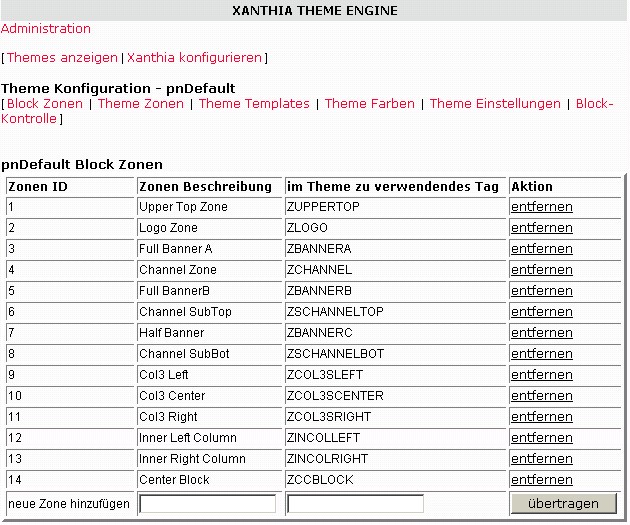 XANTHIA THEME ENGINE
Administration
[Themes anzeigen|Xanthia konfigurieren]
Theme Konfiguration - pnDefault
[Block Zonen | Theme Zonen | Theme Templates | Theme Farben | Theme Einstellungen | Block-
Kontrolle]
pnDefault Block Zonen
Zonen ID Zonen Beschreibung im Theme zu verwendendes Tag Aktion
1 Upper Top Zone ZUPPERTOP entfernen
2 Logo Zone ZLOGO entfernen
3 Full Banner A ZBANNERA entfernen
4 Channel Zone ZCHANNEL entfernen
5 Full BannerB ZBANNERB entfernen
6 Channel SubTop ZSCHANNELTOP entfernen
7 Half Banner ZBANNERC entfernen
8 Channel SubBot ZSCHANNELBOT entfernen
9 Col3 Left ZCOL3SLEFT entfernen
10 Col3 Center ZCOL3SCENTER entfernen
11 Col3 Right ZCOL3SRIGHT entfernen
12 Inner Left Column ZINCOLLEFT entfernen
13 Inner Right Column ZINCOLRIGHT entfernen
14 Center Block ZCCBLOCK entfernen
neue Zone hinzufügen übertragen